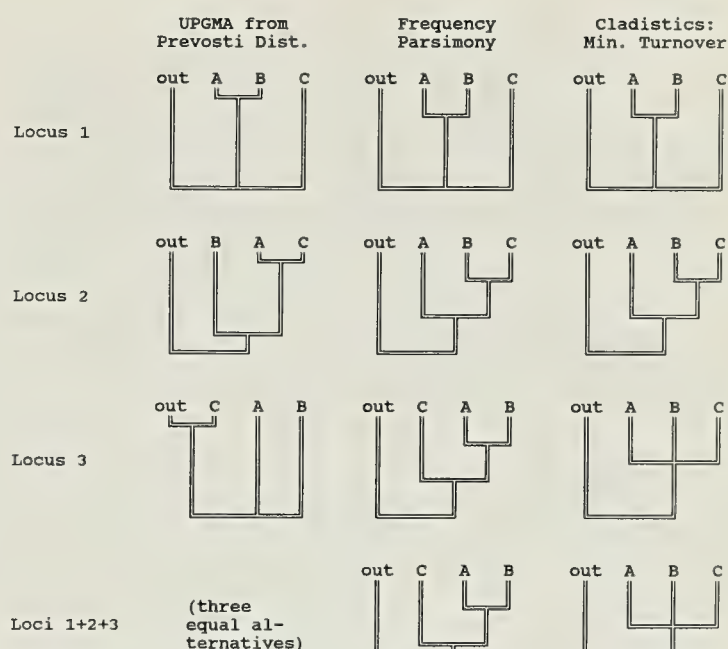 UPGMA from Frequency Cladistics:
Prevosti Dist. Parsimony Min. Turnover
out A B C out A B C out A B C
Locus 1
out B A C out A B C out A B C
Locus 2
out C A B out C A B out A B C
Locus 3
out C A B out A B C
(three
Loci 1+2+3 equal al-
ternatives)